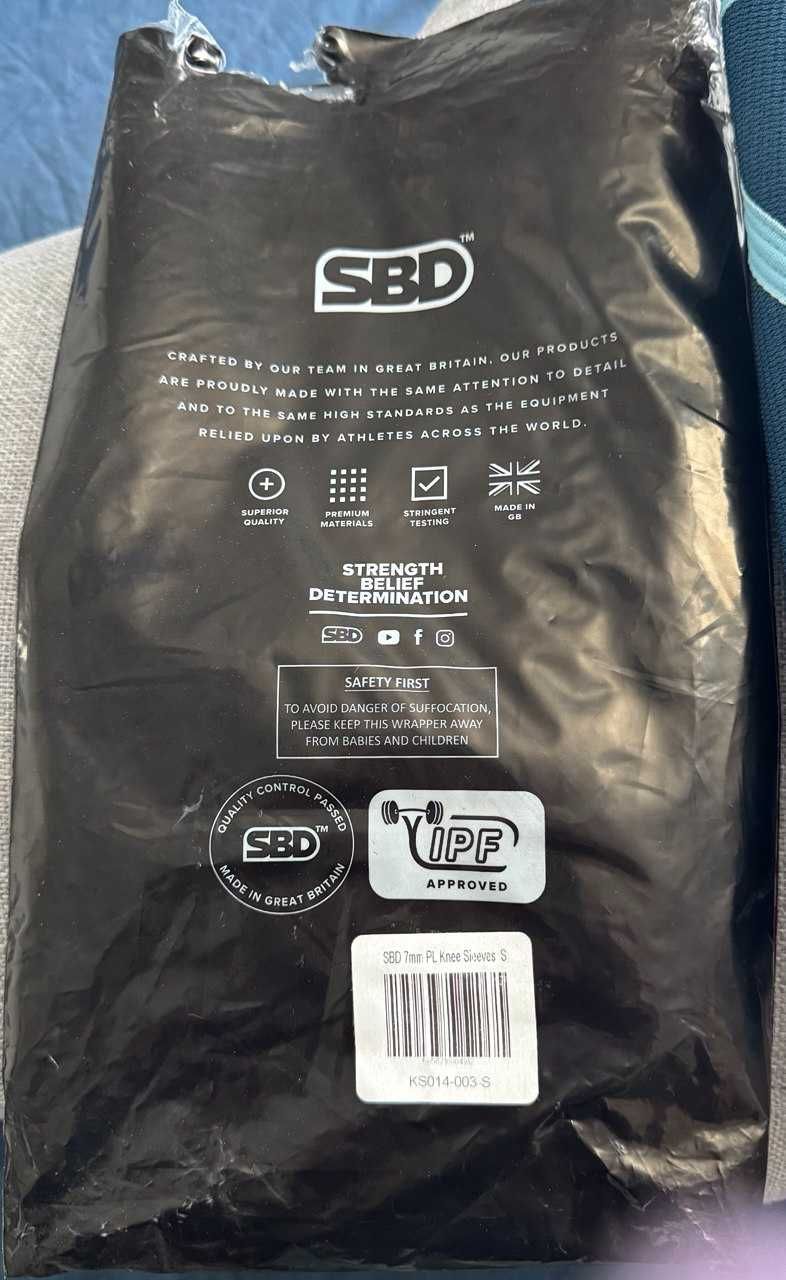 SBD™
CRAFTED BY OUR TEAM IN GREAT BRITAIN, OUR PRODUCTS
ARE PROUDLY MADE WITH THE SAME ATTENTION TO DETAIL
AND TO THE SAME HIGH STANDARDS AS THE EQUIPMENT
RELIED UPON BY ATHLETES ACROSS THE WORLD.
SUPERIOR
QUALITY
PREMIUM
MATERIALS
STRINGENT
TESTING
MADE IN
GB
STRENGTH
BELIEF
DETERMINATION
SBD
SAFETY FIRST
TO AVOID DANGER OF SUFFOCATION,
PLEASE KEEP THIS WRAPPER AWAY
FROM BABIES AND CHILDREN
QUALITY CONTROL PASSED
SBD™
MADE IN GREAT BRITAIN
IPF
APPROVED
SBD 7mm PL Knee Sleeves S
KS014-003-S